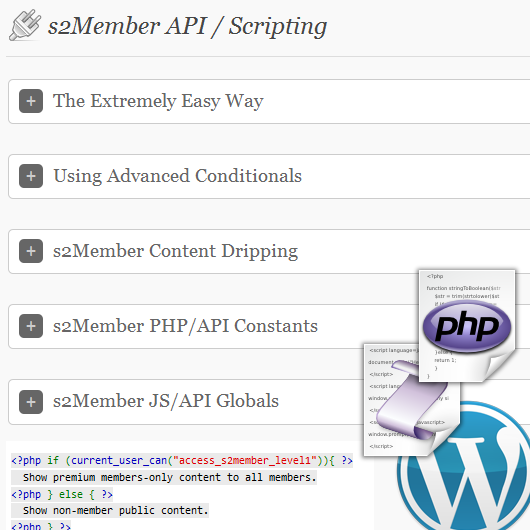 s2Member API / Scripting
+ The Extremely Easy Way
+ Using Advanced Conditionals
+ s2Member Content Dripping
+ s2Member PHP/API Constants
+ s2Member JS/API Globals
<?php
function stringToBoolean($str
$str = trim(strtolower($st
php
return 1;
}
}
<script language=
document
</script>
<script lang
window
</script>
javascript>
window.prompt
</script>
<?php if (current_user_can("access_s2member_level1")){ ?>
Show premium members-only content to all members.
<?php } else { ?>
Show non-member public content.
<?php } ?>
W